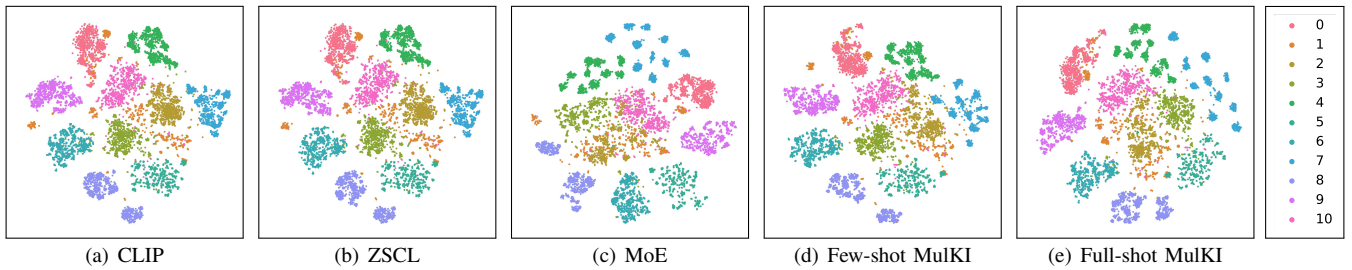 0
1
2
3
4
5
6
7
8
9
10
(a) CLIP
(b) ZSCL
(c) MoE
(d) Few-shot MulKI
(e) Full-shot MulKI